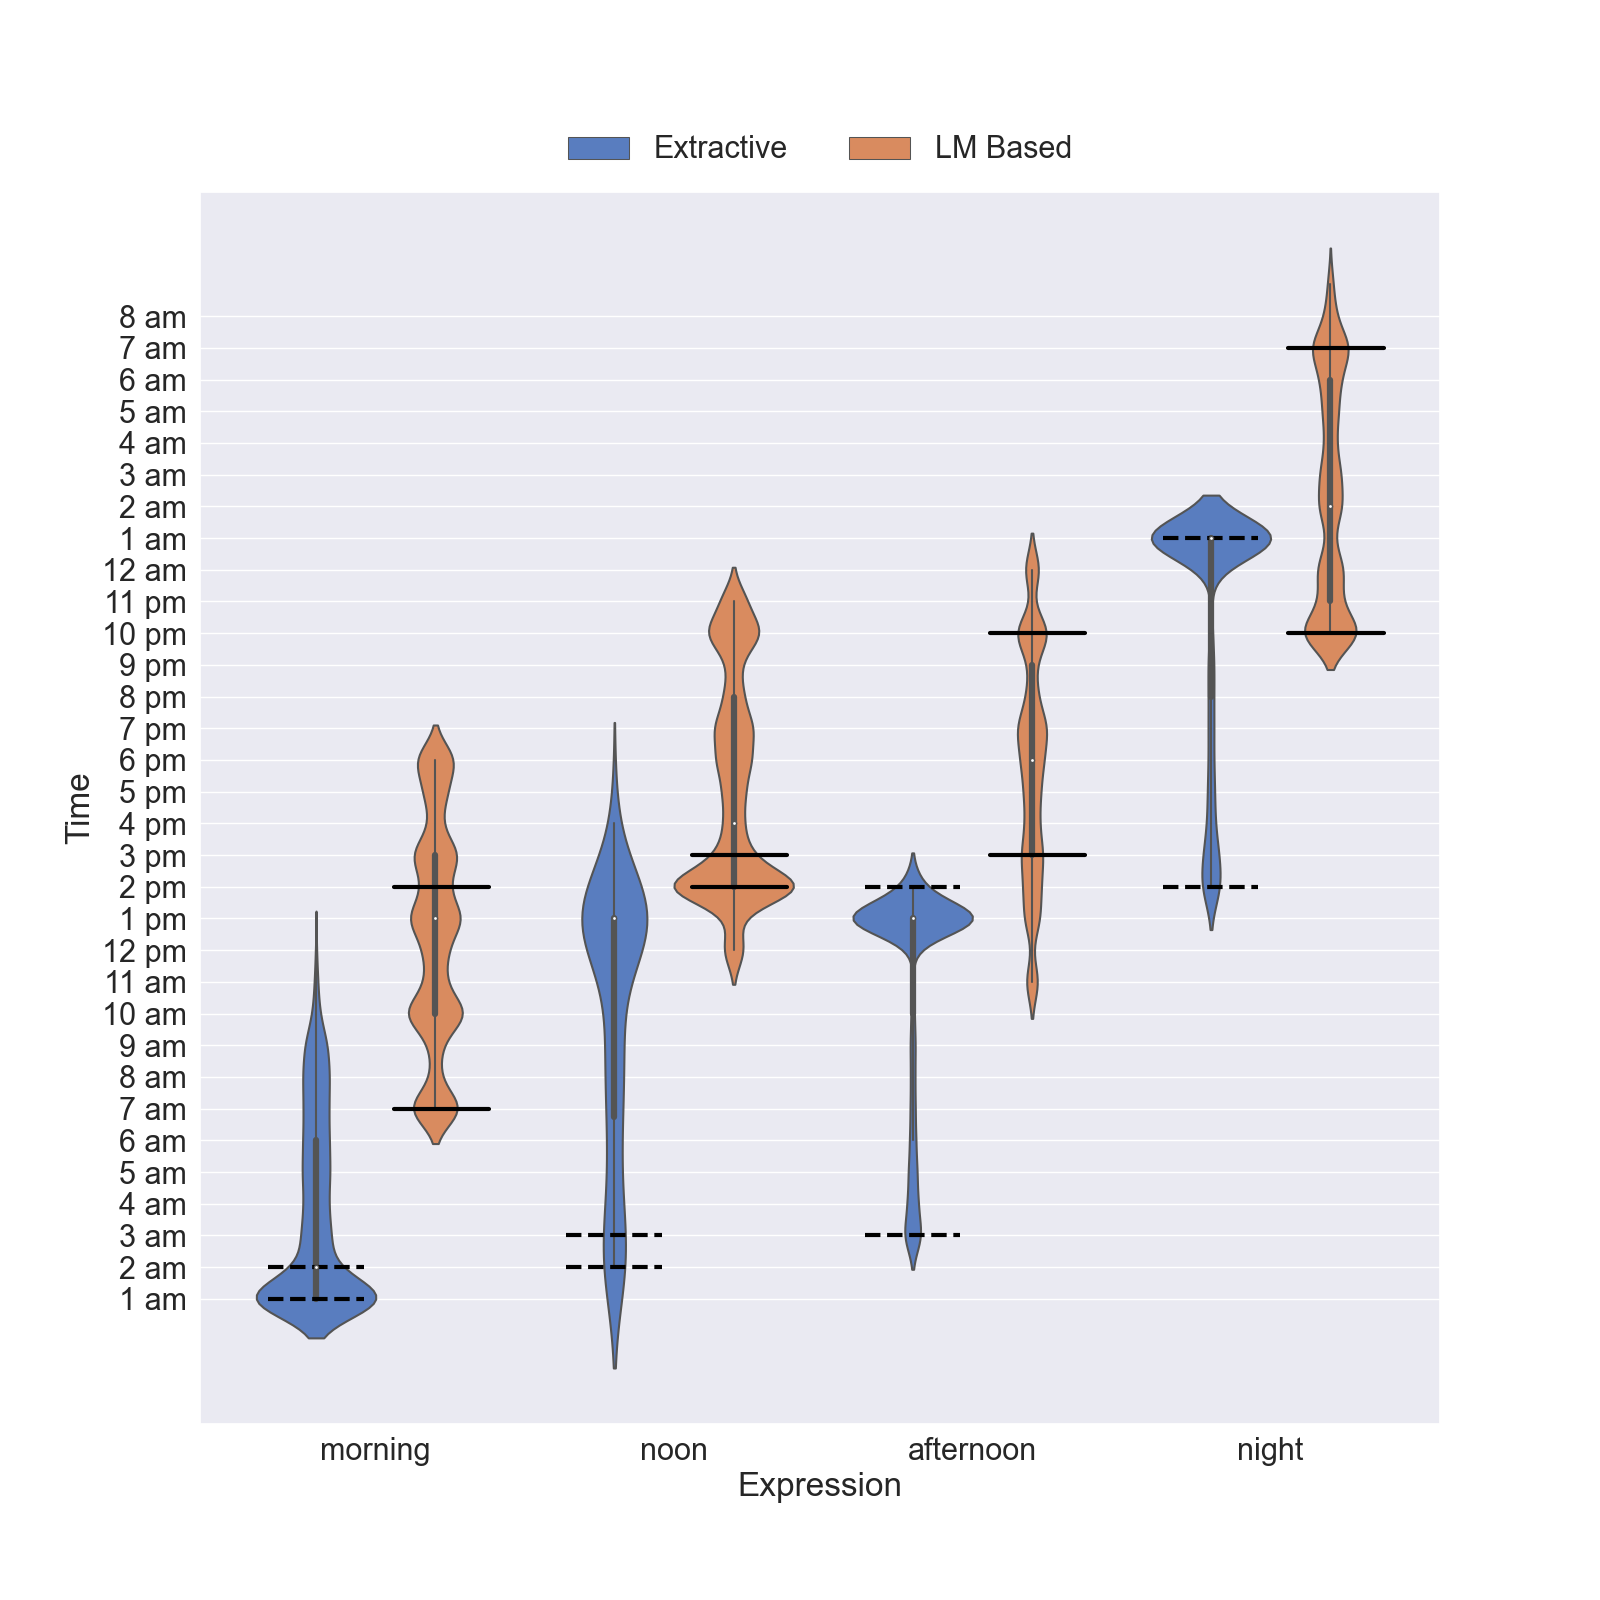 Extractive LM Based
8 am
7 am
6 am
5 am
4 am
3 am
2 am
1 am
12 am
11 pm
10 pm
9 pm
8 pm
7 pm
6 pm
5 pm
4 pm
3 pm
2 pm
1 pm
12 pm
11 am
10 am
9 am
8 am
7 am
6 am
5 am
4 am
3 am
2 am
1 am
Time
morning noon afternoon night
Expression